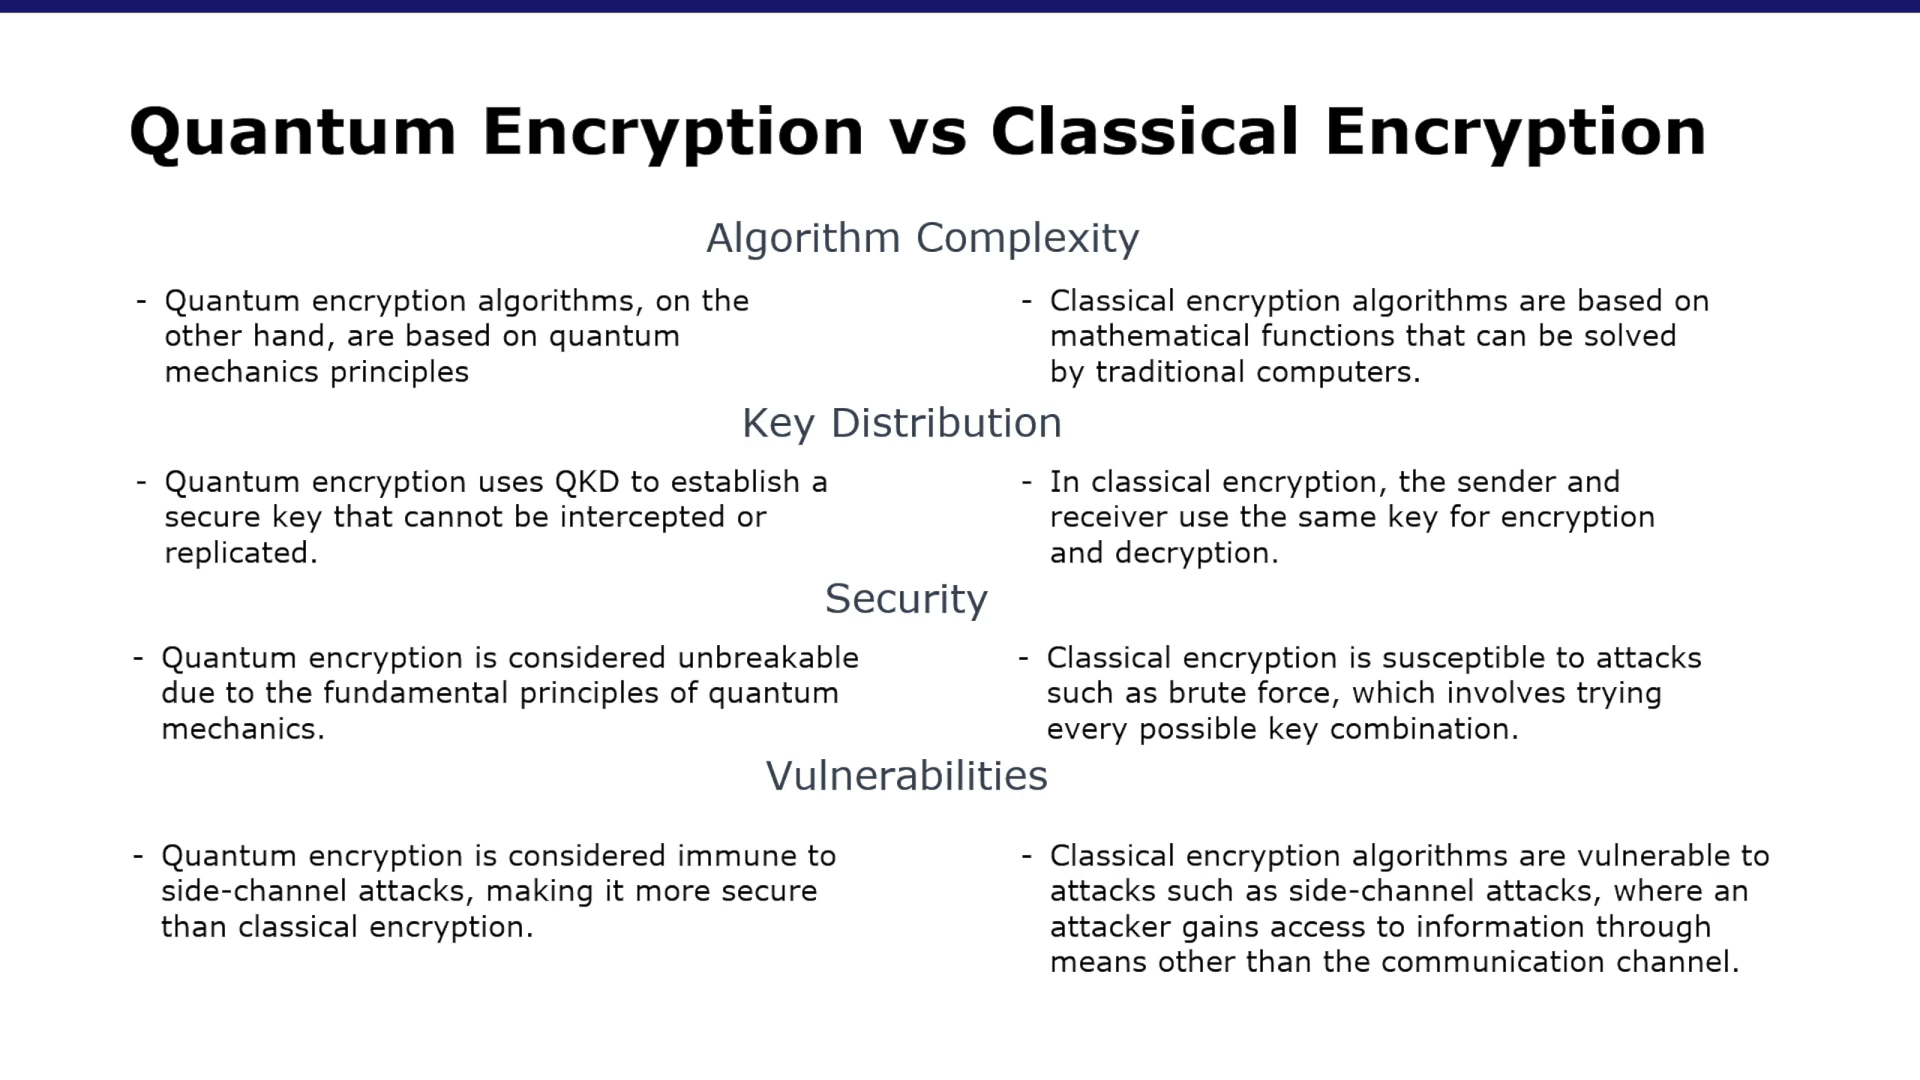 Quantum Encryption vs Classical Encryption
Algorithm Complexity
- Quantum encryption algorithms, on the
other hand, are based on quantum
mechanics principles
- Classical encryption algorithms are based on
mathematical functions that can be solved
by traditional computers.
Key Distribution
- Quantum encryption uses QKD to establish a
secure key that cannot be intercepted or
replicated.
- In classical encryption, the sender and
receiver use the same key for encryption
and decryption.
Security
- Quantum encryption is considered unbreakable
due to the fundamental principles of quantum
mechanics.
- Classical encryption is susceptible to attacks
such as brute force, which involves trying
every possible key combination.
Vulnerabilities
- Quantum encryption is considered immune to
side-channel attacks, making it more secure
than classical encryption.
- Classical encryption algorithms are vulnerable to
attacks such as side-channel attacks, where an
attacker gains access to information through
means other than the communication channel.